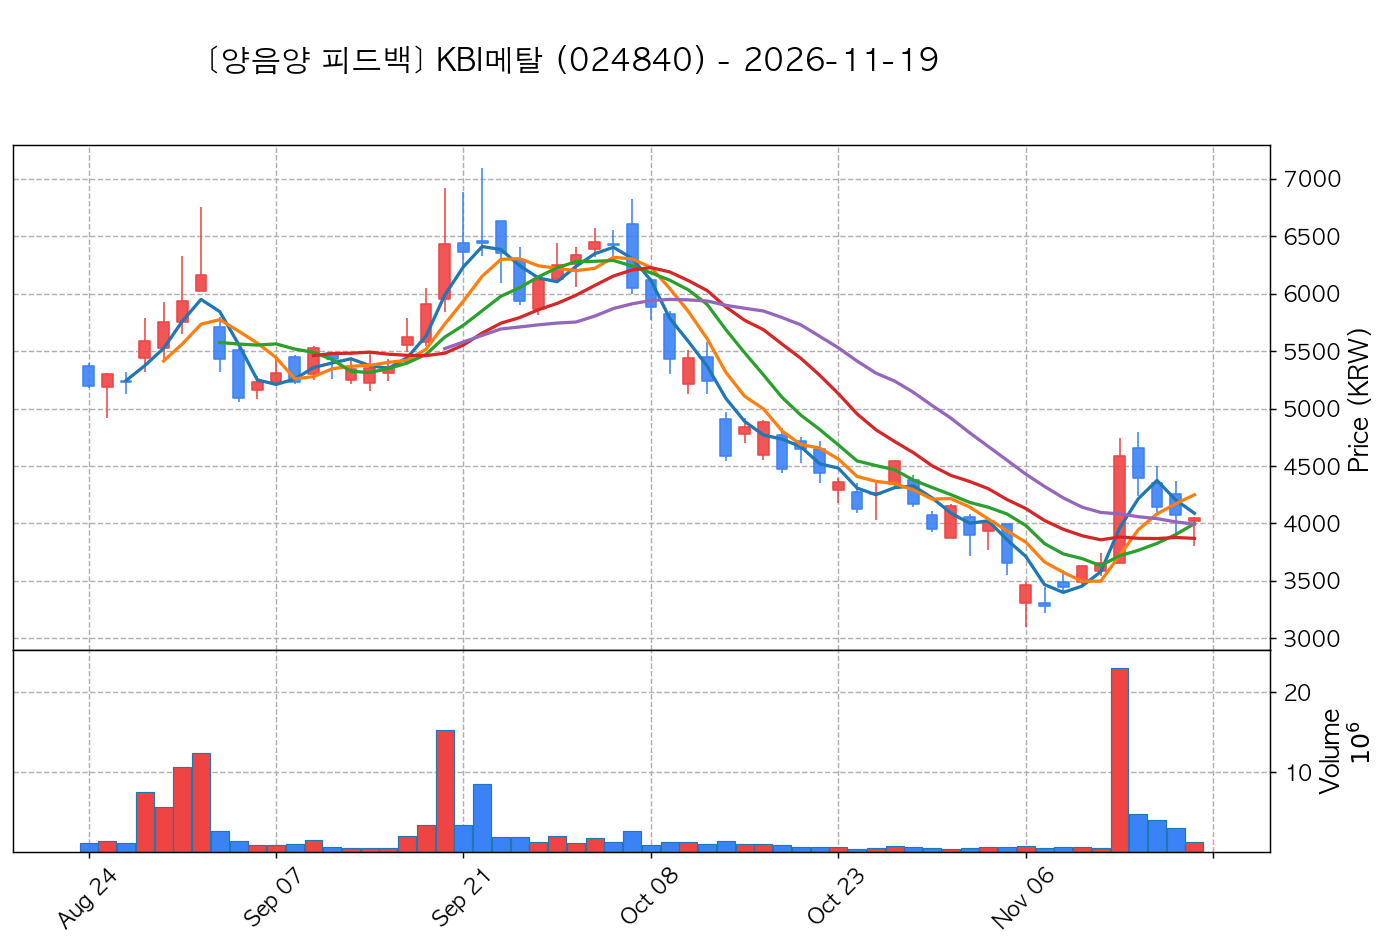 [양음양 피드백] KBI메탈 (024840) - 2026-11-19
7000
6500
6000
5500
5000
4500
4000
3500
3000
Price (KRW)
20
10
Volume
10^6
Aug 24
Sep 07
Sep 21
Oct 08
Oct 23
Nov 06